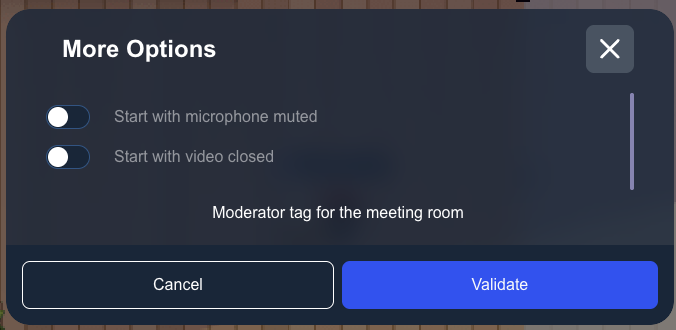 More Options
Start with microphone muted
Start with video closed
Moderator tag for the meeting room
Cancel
Validate